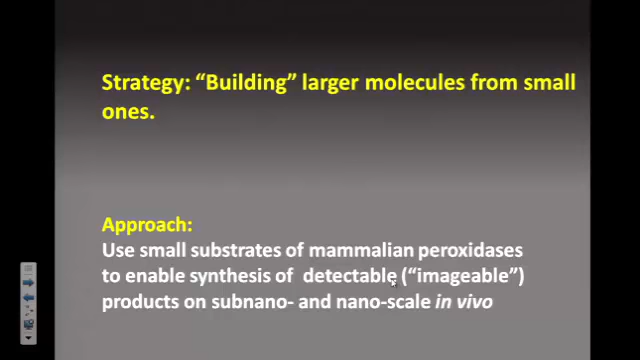 Strategy: “Building” larger molecules from small
ones.
Approach:
Use small substrates of mammalian peroxidases
to enable synthesis of detectable (“imageable”)
products on subnano- and nano-scale in vivo